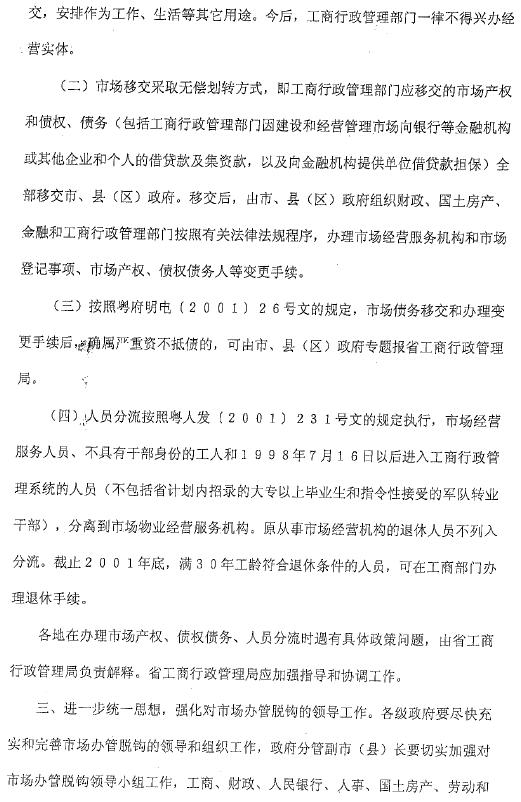 交，安排作为工作、生活等其它用途。今后，工商行政管理部门一律不得兴办经
营实体。
（二）市场移交采取无偿划转方式，即工商行政管理部门应移交的市场产权
和债权、债务（包括工商行政管理部门因建设和经营管理市场向银行等金融机构
或其他企业和个人的借贷款及集资款，以及向金融机构提供单位借贷款担保）全
部移交市、县（区）政府。移交后，由市、县（区）政府组织财政、国土房产、
金融和工商行政管理部门按照有关法律法规程序，办理市场经营服务机构和市场
登记事项、市场产权、债权债务人等变更手续。
（三）按照粤府明电〔２００１〕２６号文的规定，市场债务移交和办理变
更手续后，确属严重资不抵债的，可由市、县（区）政府专题报省工商行政管理
局。
（四）人员分流按照粤人发〔２００１〕２３１号文的规定执行，市场经营
服务人员、不具有干部身份的工人和１９９８年７月１６日以后进入工商行政管
理系统的人员（不包括省计划内招录的大专以上毕业生和指令性接受的军队转业
干部），分离到市场物业经营服务机构。原从事市场经营机构的退休人员不列入
分流。截止２００１年底，满３０年工龄符合退休条件的人员，可在工商部门办
理退休手续。
各地在办理市场产权、债权债务、人员分流时遇有具体政策问题，由省工商
行政管理局负责解释。省工商行政管理局应加强指导和协调工作。
三、进一步统一思想，强化对市场办管脱钩的领导工作。各级政府要尽快充
实和完善市场办管脱钩的领导和组织工作，政府分管副市（县）长要切实加强对
市场办管脱钩领导小组工作，工商、财政、人民银行、人事、国土房产、劳动和